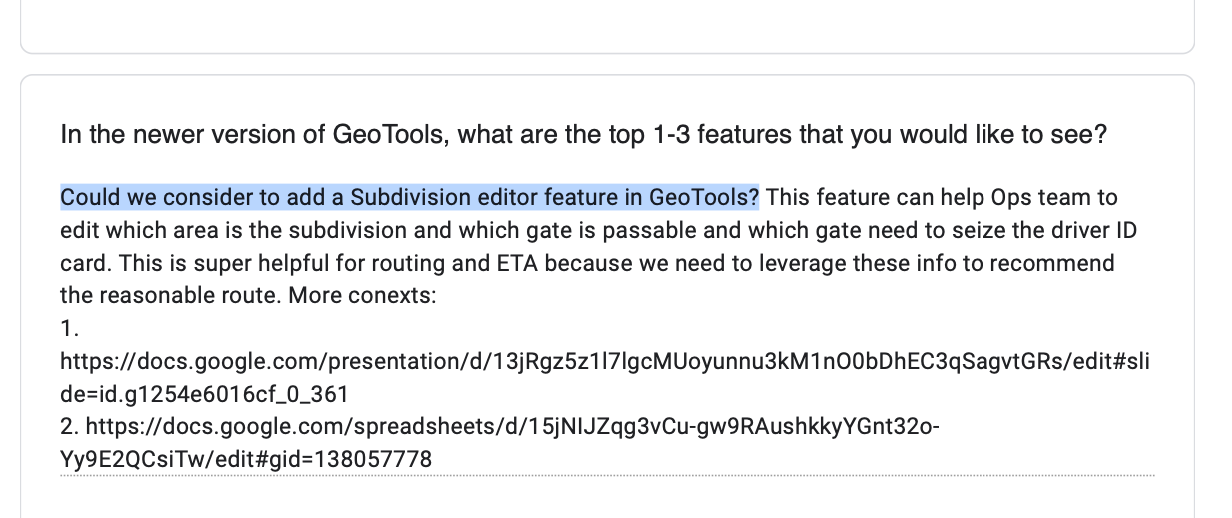 In the newer version of GeoTools, what are the top 1-3 features that you would like to see?
Could we consider to add a Subdivision editor feature in GeoTools? This feature can help Ops team to
edit which area is the subdivision and which gate is passable and which gate need to seize the driver ID
card. This is super helpful for routing and ETA because we need to leverage these info to recommend
the reasonable route. More conexts:
1.
https://docs.google.com/presentation/d/13jRgz5z1l7lgcMUoyunnu3kM1nO0bDhEC3qSagvtGRs/edit#sli
de=id.g1254e6016cf_0_361
2. https://docs.google.com/spreadsheets/d/15jNIJZqg3vCu-gw9RAushkkyYGnt32o-
Yy9E2QCsiTw/edit#gid=138057778